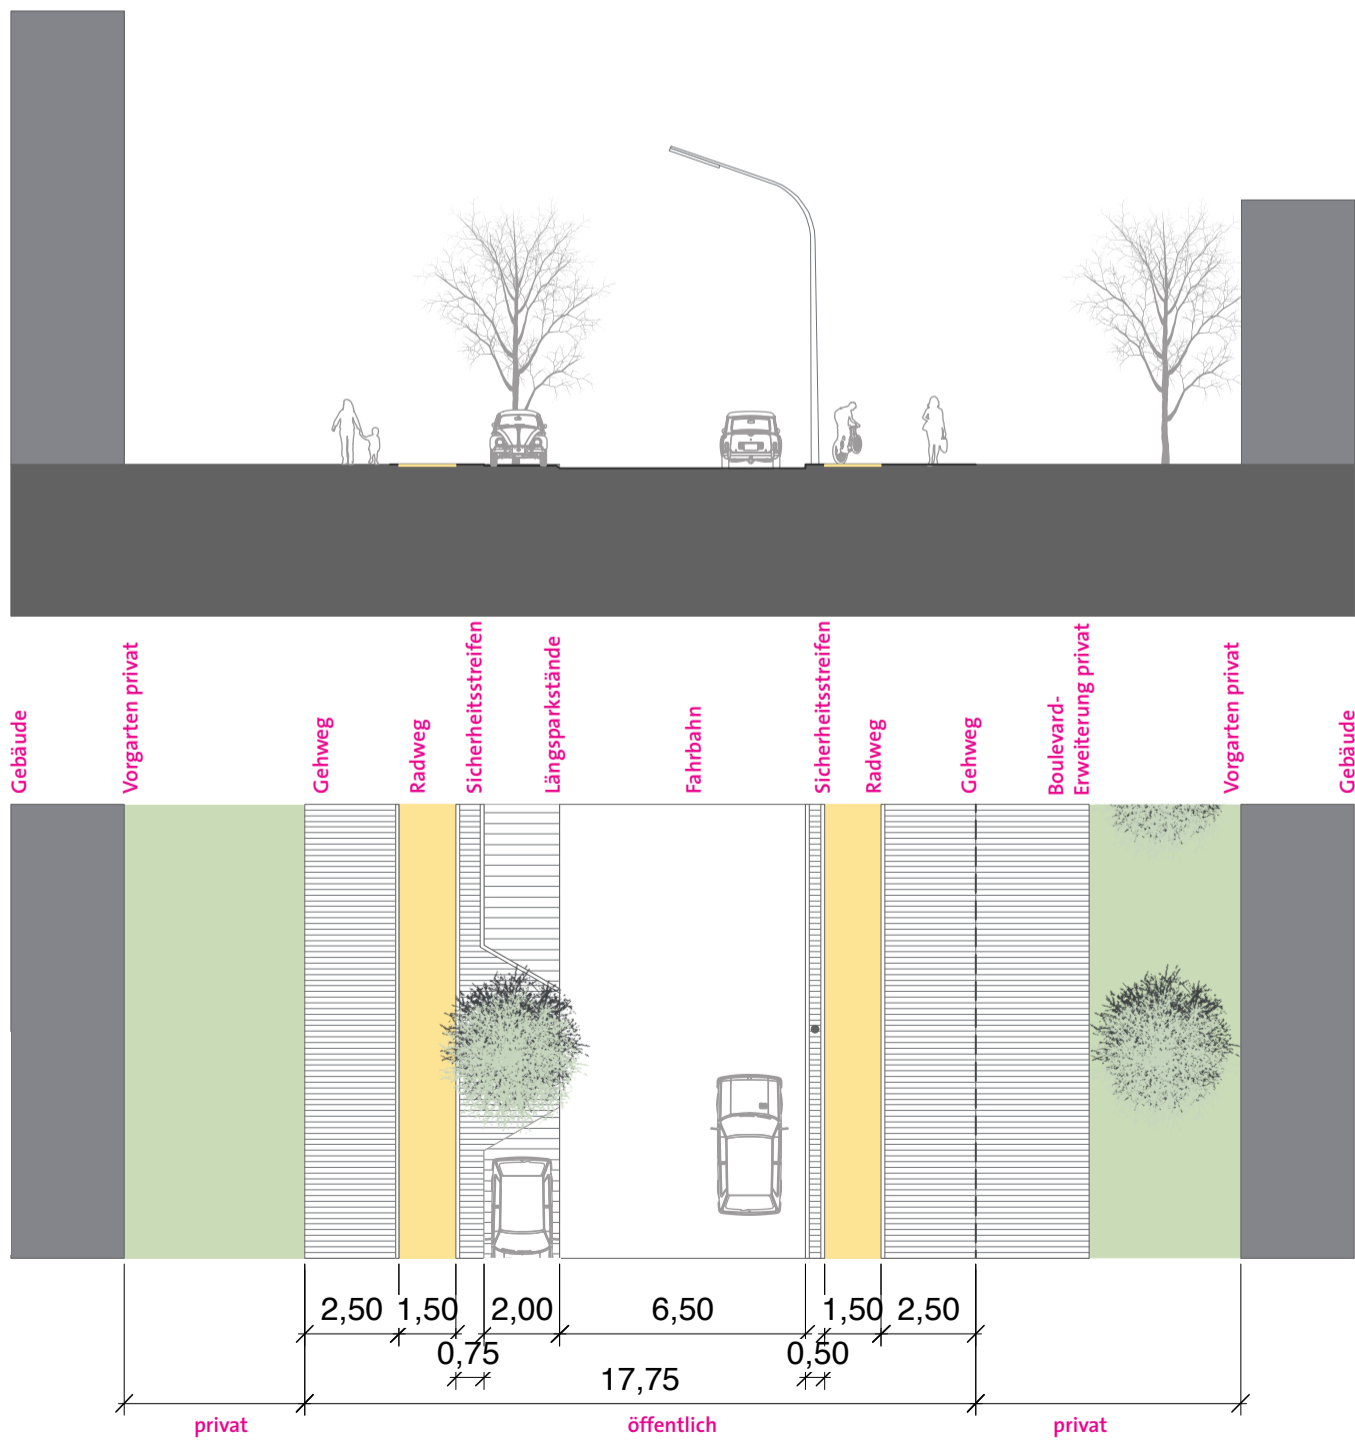 Gebäude
Vorgarten privat
Gehweg
Radweg
Sicherheitsstreifen
Längsparkstände
Fahrbahn
Sicherheitsstreifen
Radweg
Gehweg
Boulevard-
Erweiterung privat
Vorgarten privat
Gebäude
2,50 1,50 2,00 6,50 1,50 2,50
0,75 0,50
17,75
privat öffentlich privat